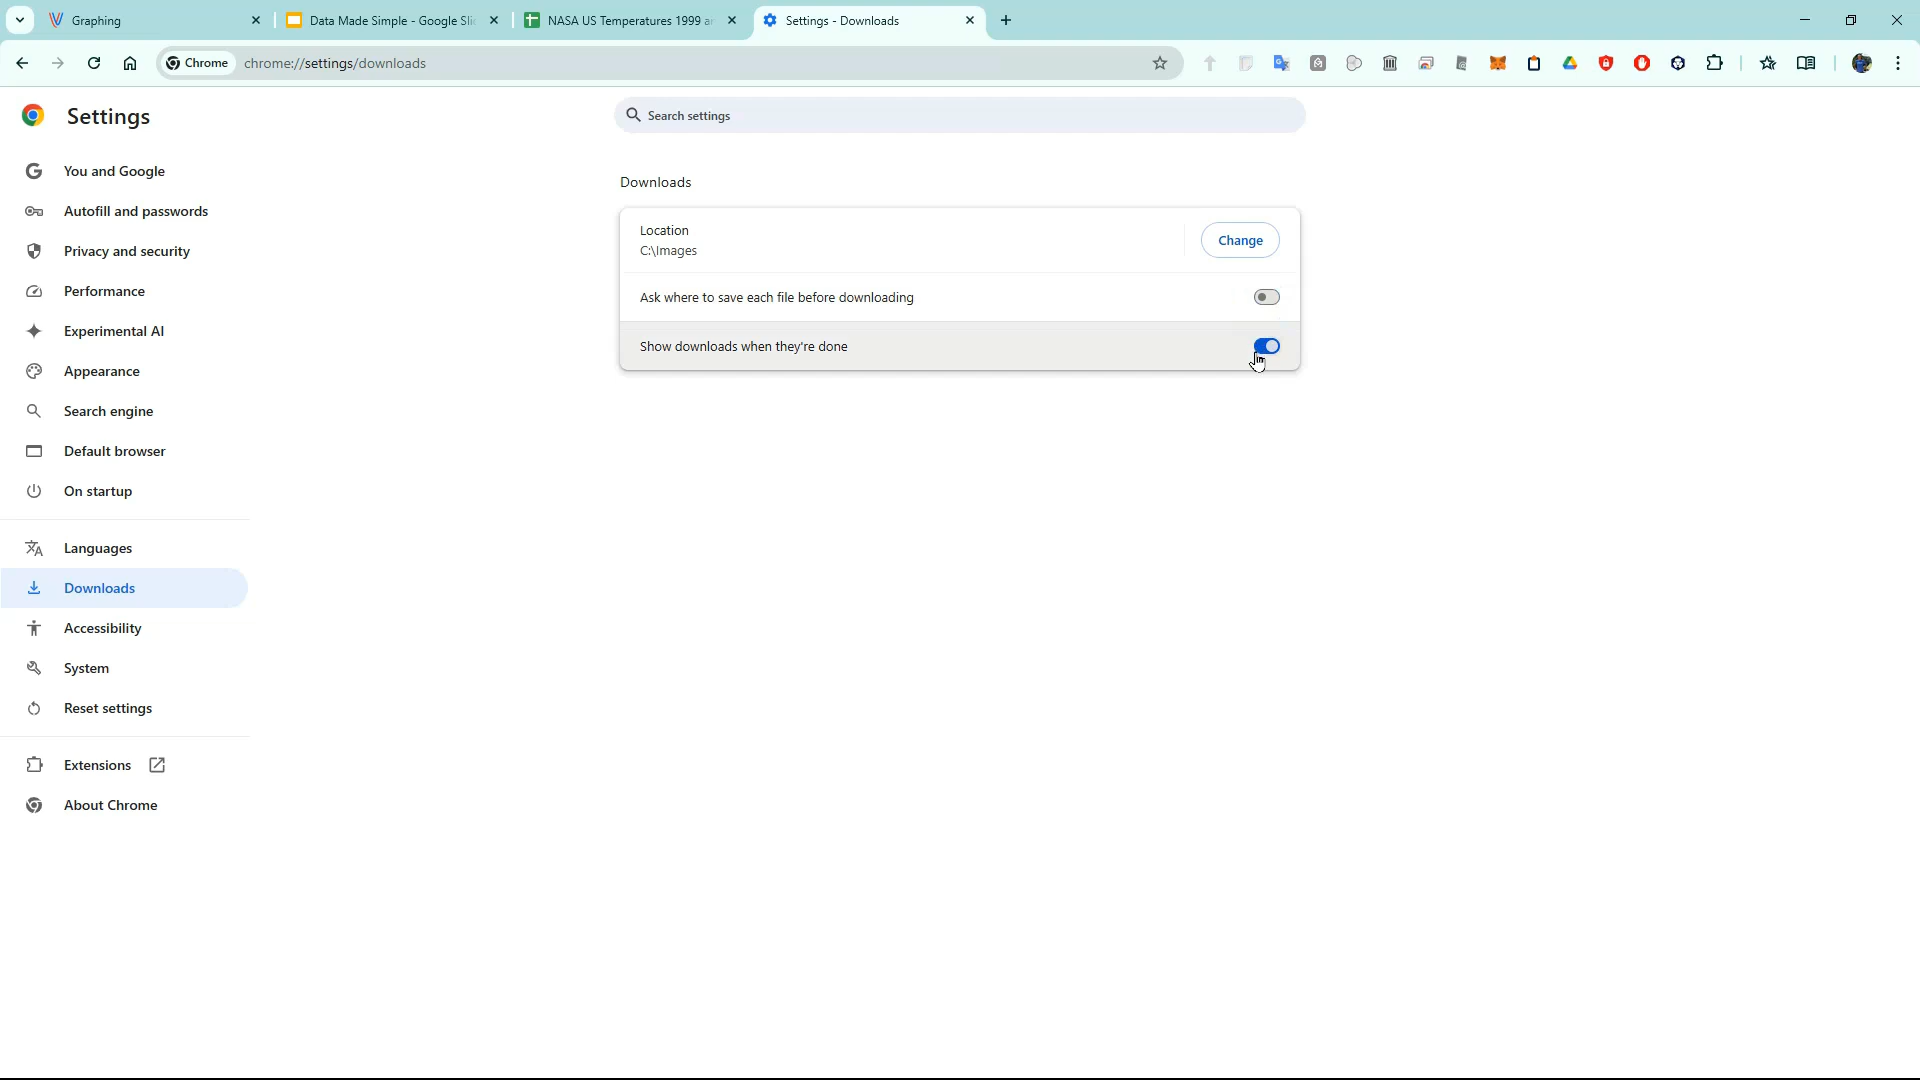 Graphing
Data Made Simple - Google Sli
NASA US Temperatures 1999 a
Settings - Downloads
Chrome
chrome://settings/downloads
Settings
Search settings
You and Google
Autofill and passwords
Privacy and security
Performance
Experimental AI
Appearance
Search engine
Default browser
On startup
Languages
Downloads
Accessibility
System
Reset settings
Extensions
About Chrome
Downloads
Location
C:\Images
Change
Ask where to save each file before downloading
Show downloads when they're done